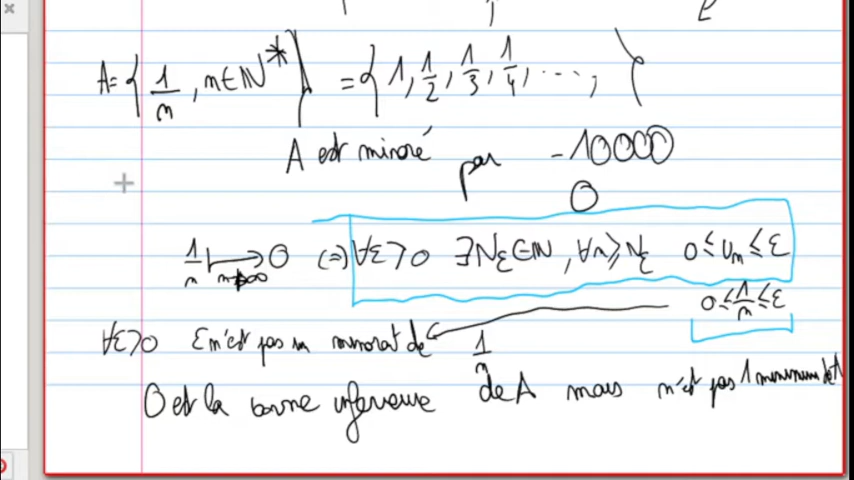 A = { 1/n , n ∈ ℕ* } = { 1, 1/2, 1/3, 1/4, ..., }
A est minoré par -10000
0
1/n → 0 n→∞ (=) ∀ε>0 ∃Nε∈ℕ, ∀n≥Nε 0≤un≤ε
0≤1/n≤ε
∀ε>0 ε n'est pas un minorat de 1/n
0 est la borne inferieure de A mais n'est pas 1 minimum de A